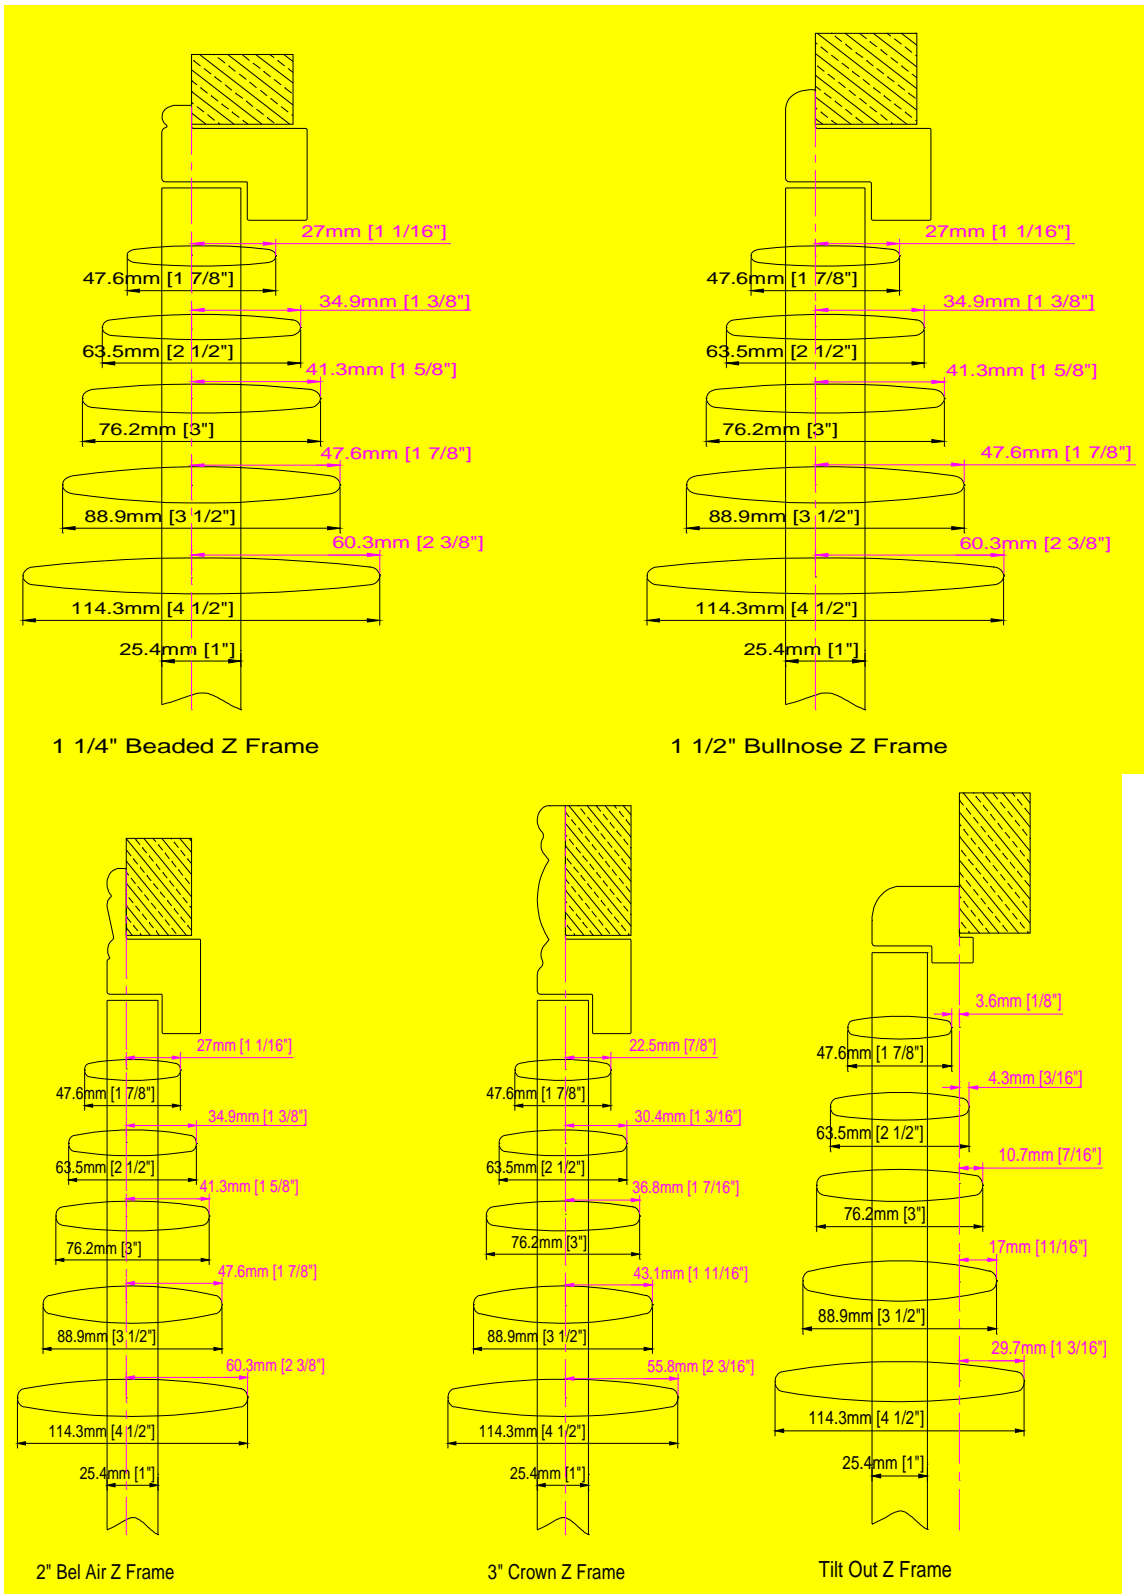 27mm [1 1/16"]
47.6mm [1 7/8"]
34.9mm [1 3/8"]
63.5mm [2 1/2"]
41.3mm [1 5/8"]
76.2mm [3"]
47.6mm [1 7/8"]
88.9mm [3 1/2"]
60.3mm [2 3/8"]
114.3mm [4 1/2"]
25.4mm [1"]
1 1/4" Beaded Z Frame
27mm [1 1/16"]
47.6mm [1 7/8"]
34.9mm [1 3/8"]
63.5mm [2 1/2"]
41.3mm [1 5/8"]
76.2mm [3"]
47.6mm [1 7/8"]
88.9mm [3 1/2"]
60.3mm [2 3/8"]
114.3mm [4 1/2"]
25.4mm [1"]
1 1/2" Bullnose Z Frame
27mm [1 1/16"]
47.6mm [1 7/8"]
34.9mm [1 3/8"]
63.5mm [2 1/2"]
41.3mm [1 5/8"]
76.2mm [3"]
47.6mm [1 7/8"]
88.9mm [3 1/2"]
60.3mm [2 3/8"]
114.3mm [4 1/2"]
25.4mm [1"]
2" Bel Air Z Frame
22.5mm [7/8"]
47.6mm [1 7/8"]
30.4mm [1 3/16"]
63.5mm [2 1/2"]
36.8mm [1 7/16"]
76.2mm [3"]
43.1mm [1 11/16"]
88.9mm [3 1/2"]
55.8mm [2 3/16"]
114.3mm [4 1/2"]
25.4mm [1"]
3" Crown Z Frame
3.6mm [1/8"]
47.6mm [1 7/8"]
4.3mm [3/16"]
63.5mm [2 1/2"]
10.7mm [7/16"]
76.2mm [3"]
17mm [11/16"]
88.9mm [3 1/2"]
29.7mm [1 3/16"]
114.3mm [4 1/2"]
25.4mm [1"]
Tilt Out Z Frame